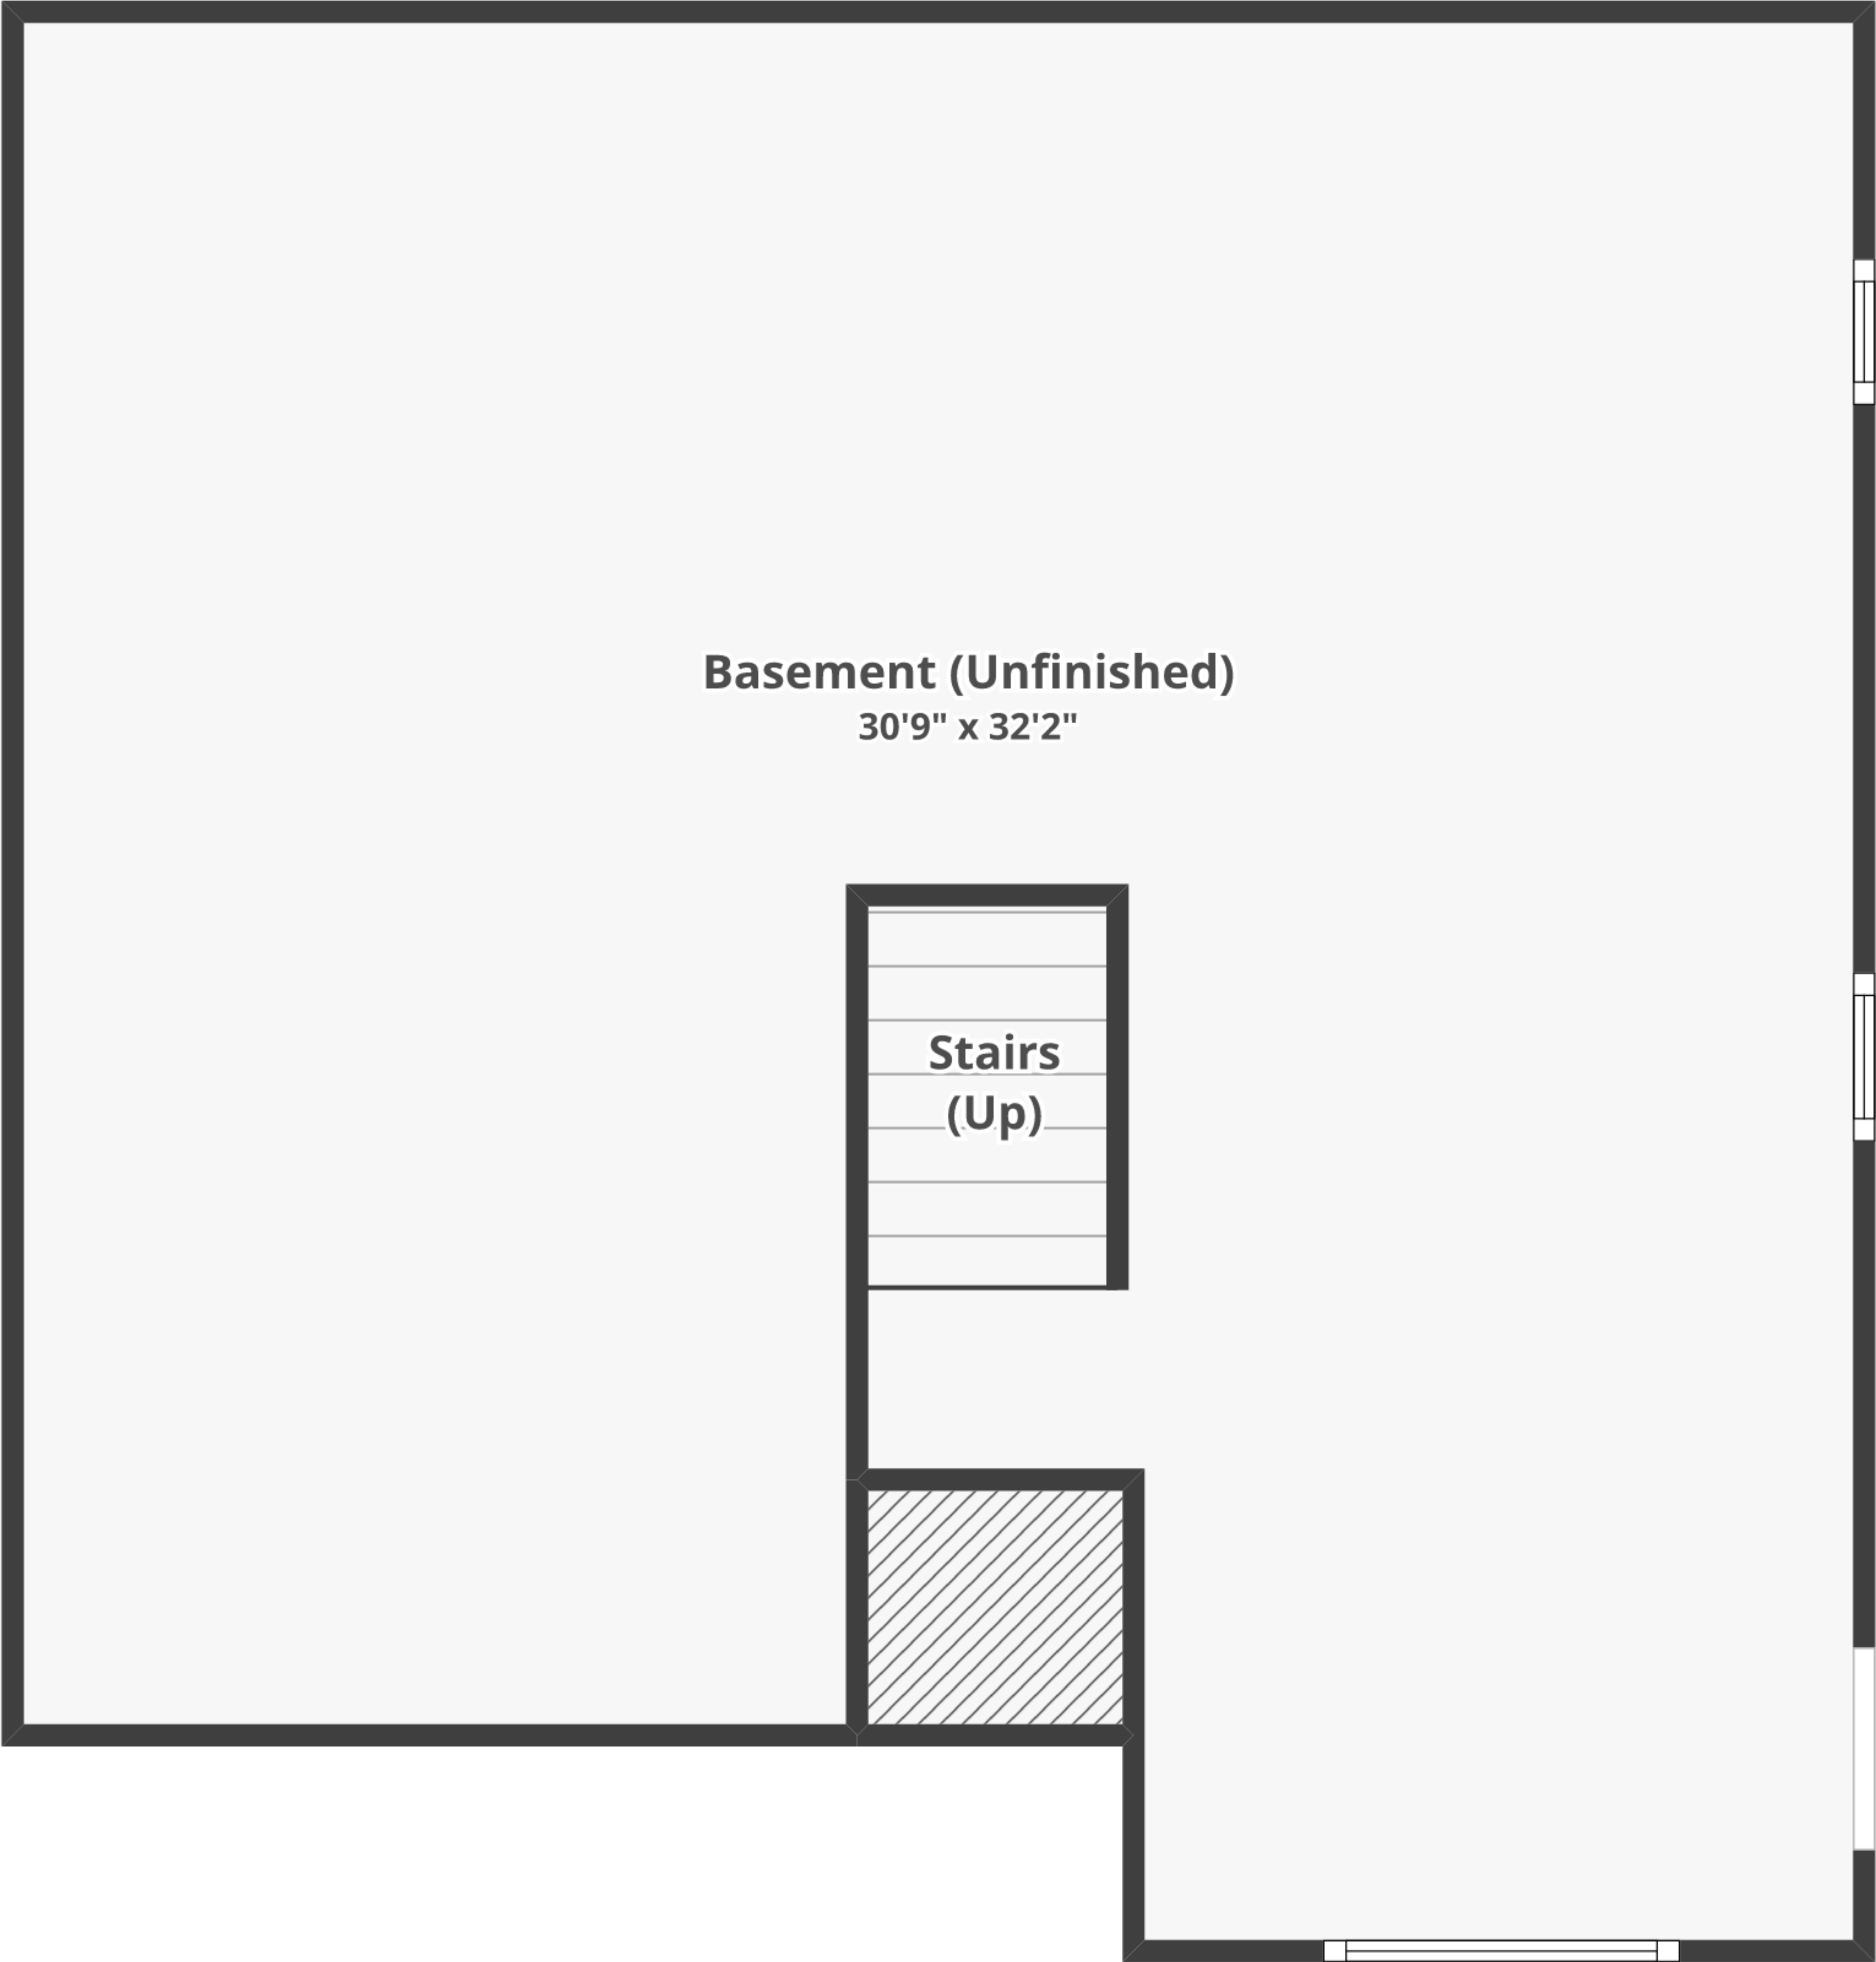 Basement (Unfinished)
30'9" x 32'2"
Stairs
(Up)